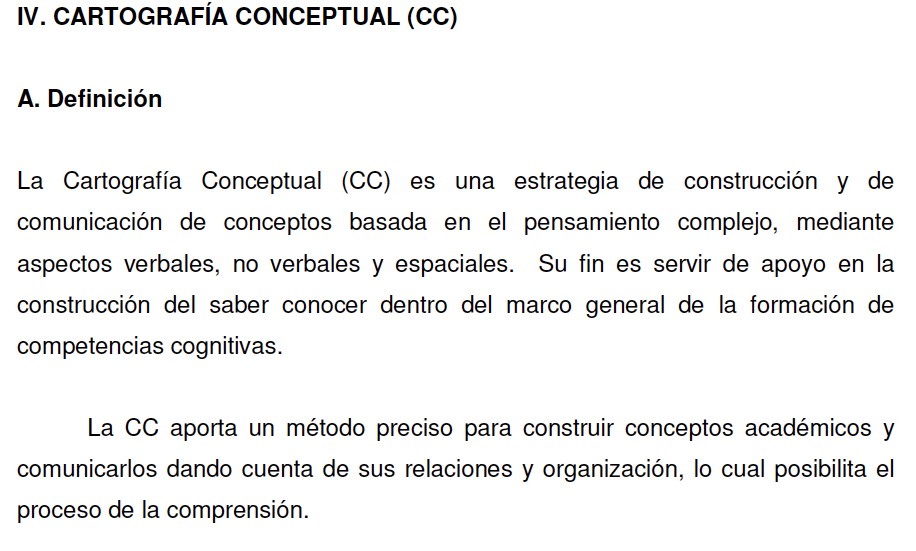 IV. CARTOGRAFÍA CONCEPTUAL (CC)
A. Definición
La Cartografía Conceptual (CC) es una estrategia de construcción y de
comunicación de conceptos basada en el pensamiento complejo, mediante
aspectos verbales, no verbales y espaciales. Su fin es servir de apoyo en la
construcción del saber conocer dentro del marco general de la formación de
competencias cognitivas.
La CC aporta un método preciso para construir conceptos académicos y
comunicarlos dando cuenta de sus relaciones y organización, lo cual posibilita el
proceso de la comprensión.